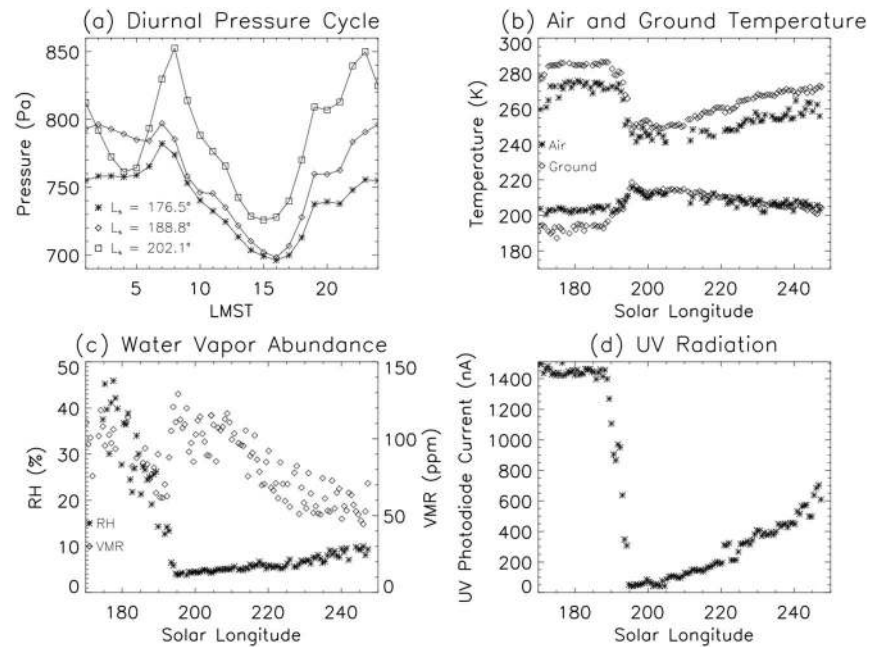 (a) Diurnal Pressure Cycle
850
800
750
700
Pressure (Pa)
Ls = 176.5°
Ls = 188.8°
Ls = 202.1°
5 10 15 20
LMST
(b) Air and Ground Temperature
300
280
260
240
220
200
180
Temperature (K)
Air
Ground
180 200 220 240
Solar Longitude
(c) Water Vapor Abundance
50
40
30
20
10
0
RH (%)
RH
VMR
150
100
50
0
VMR (ppm)
180 200 220 240
Solar Longitude
(d) UV Radiation
1400
1200
1000
800
600
400
200
0
UV Photodiode Current (nA)
180 200 220 240
Solar Longitude